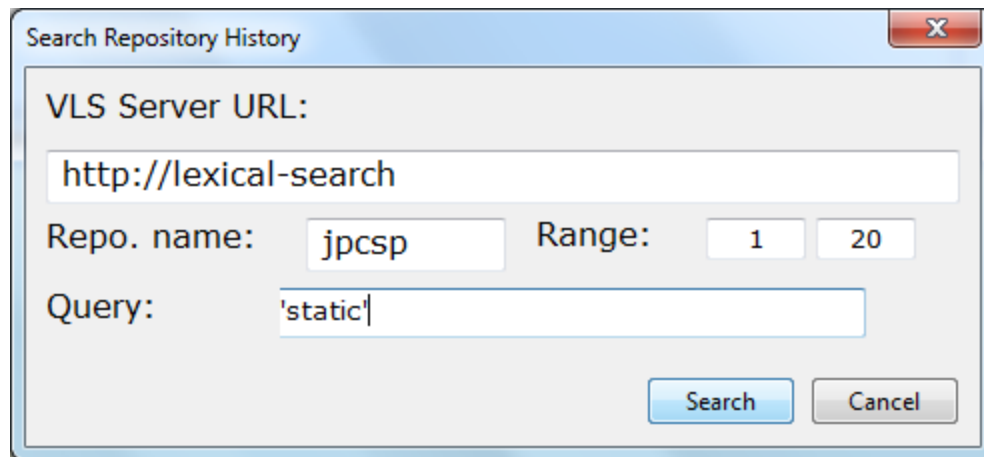 Search Repository History
VLS Server URL:
http://lexical-search
Repo. name: jpcsp Range: 1 20
Query: 'static'
Search Cancel